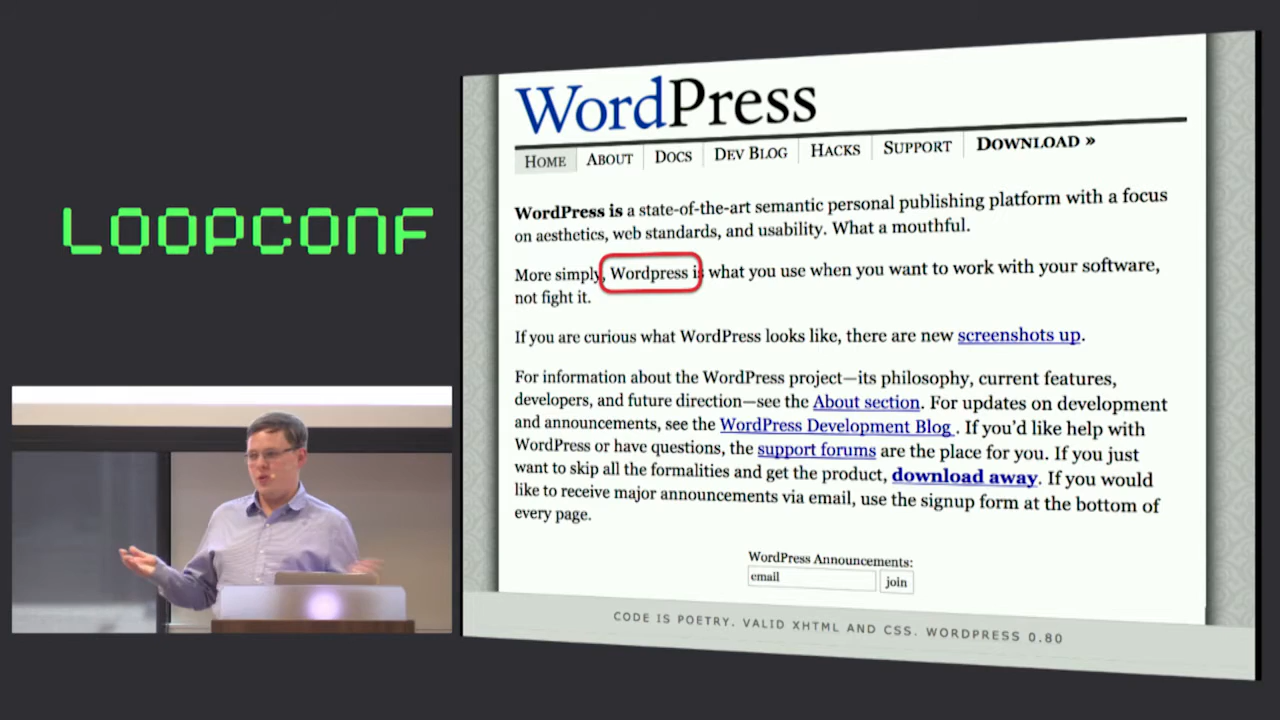 LOOPCONF
WordPress
HOME
ABOUT
DOCS
DEV BLOG
HACKS
SUPPORT
DOWNLOAD »
WordPress is a state-of-the-art semantic personal publishing platform with a focus
on aesthetics, web standards, and usability. What a mouthful.
More simply, Wordpress is what you use when you want to work with your software,
not fight it.
If you are curious what WordPress looks like, there are new screenshots up.
For information about the WordPress project—its philosophy, current features,
developers, and future direction—see the About section. For updates on development
and announcements, see the WordPress Development Blog . If you’d like help with
WordPress or have questions, the support forums are the place for you. If you just
want to skip all the formalities and get the product, download away. If you would
like to receive major announcements via email, use the signup form at the bottom of
every page.
WordPress Announcements:
email
join
CODE IS POETRY. VALID XHTML AND CSS. WORDPRESS 0.80